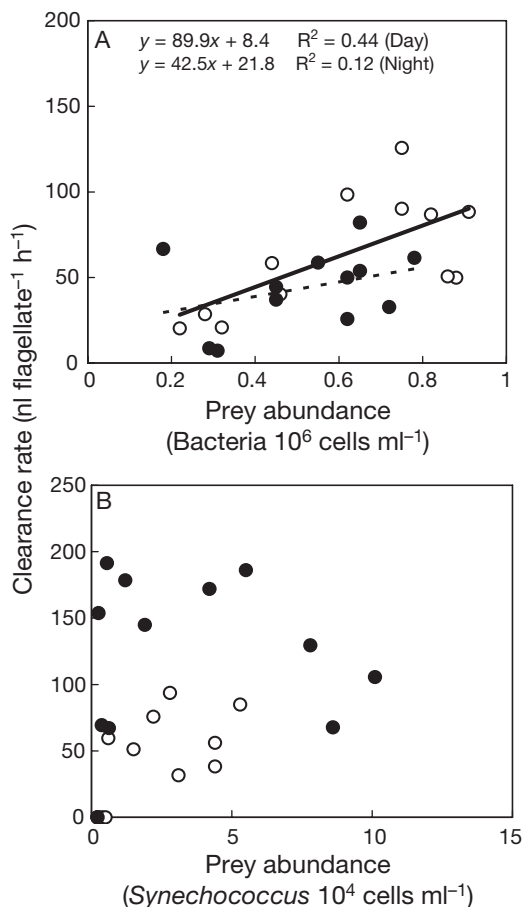 A
y = 89.9x + 8.4 R² = 0.44 (Day)
y = 42.5x + 21.8 R² = 0.12 (Night)
200
150
100
50
0
0 0.2 0.4 0.6 0.8 1
Prey abundance
(Bacteria 10⁶ cells ml⁻¹)
Clearance rate (nl flagellate⁻¹ h⁻¹)
B
250
200
150
100
50
0
0 5 10 15
Prey abundance
(Synechococcus 10⁴ cells ml⁻¹)